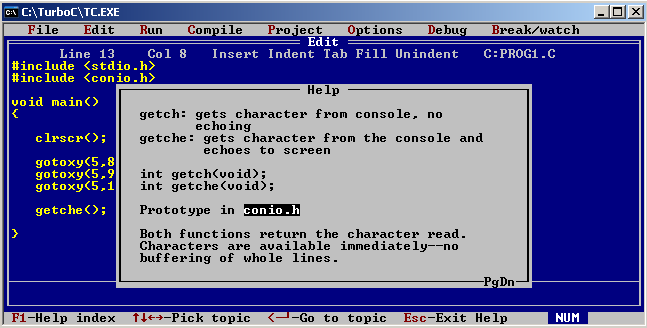 C:\TurboC\TC.EXE
File Edit Run Compile Project Options Debug Break/watch
Edit
Line 13 Col 8 Insert Indent Tab Fill Unindent C:PROG1.C
#include <stdio.h>
#include <conio.h>
void main()
{
clrscr();
gotoxy(5,8
gotoxy(5,9
gotoxy(5,1
getche();
}
Help
getch: gets character from console, no
echoing
getche: gets character from the console and
echoes to screen
int getch(void);
int getche(void);
Prototype in conio.h
Both functions return the character read.
Characters are available immediately--no
buffering of whole lines.
PgDn
F1-Help index ↑↓←→-Pick topic <─┘-Go to topic Esc-Exit Help NUM